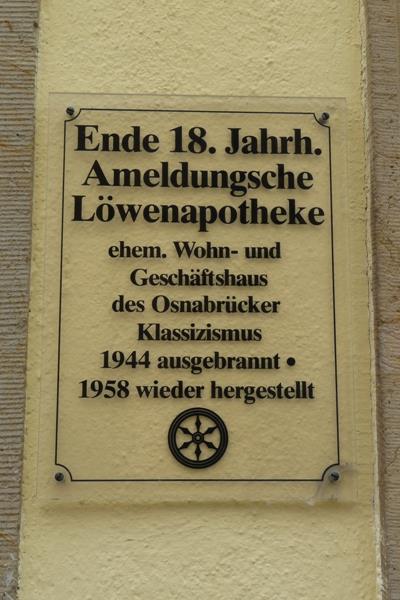 Ende 18. Jahrh.
Ameldungsche
Löwenapotheke
ehem. Wohn- und
Geschäftshaus
des Osnabrücker
Klassizismus
1944 ausgebrannt •
1958 wieder hergestellt